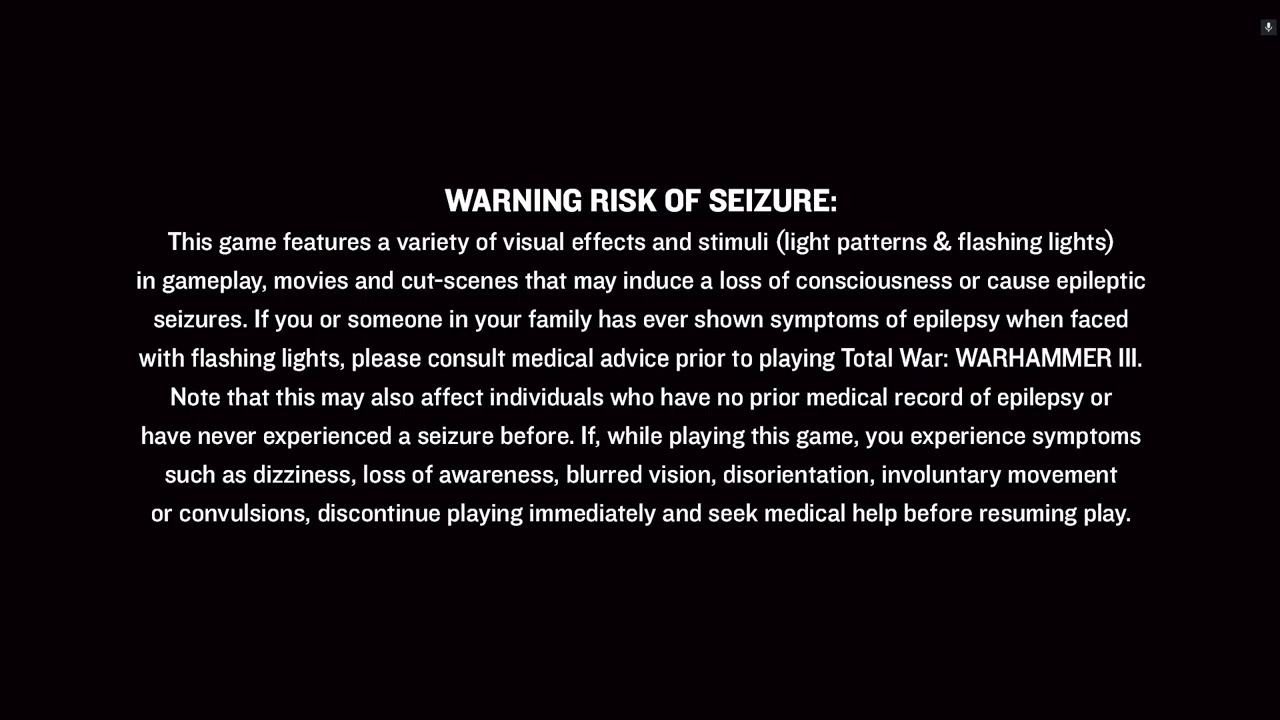 WARNING RISK OF SEIZURE:
This game features a variety of visual effects and stimuli (light patterns & flashing lights)
in gameplay, movies and cut-scenes that may induce a loss of consciousness or cause epileptic
seizures. If you or someone in your family has ever shown symptoms of epilepsy when faced
with flashing lights, please consult medical advice prior to playing Total War: WARHAMMER III.
Note that this may also affect individuals who have no prior medical record of epilepsy or
have never experienced a seizure before. If, while playing this game, you experience symptoms
such as dizziness, loss of awareness, blurred vision, disorientation, involuntary movement
or convulsions, discontinue playing immediately and seek medical help before resuming play.